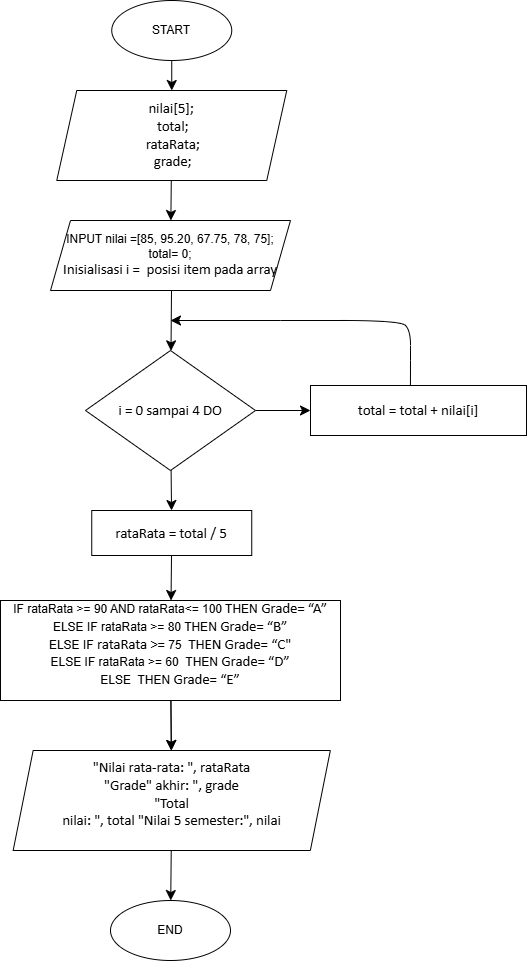 START
nilai[5];
total;
rataRata;
grade;
INPUT nilai =[85, 95.20, 67.75, 78, 75];
total= 0;
Inisialisasi i = posisi item pada array
i = 0 sampai 4 DO
total = total + nilai[i]
rataRata = total / 5
IF rataRata >= 90 AND rataRata<= 100 THEN Grade= “A”
ELSE IF rataRata >= 80 THEN Grade= “B”
ELSE IF rataRata >= 75 THEN Grade= “C"
ELSE IF rataRata >= 60 THEN Grade= “D”
ELSE THEN Grade= “E”
"Nilai rata-rata: ", rataRata
"Grade" akhir: ", grade
"Total
nilai: ", total "Nilai 5 semester:", nilai
END